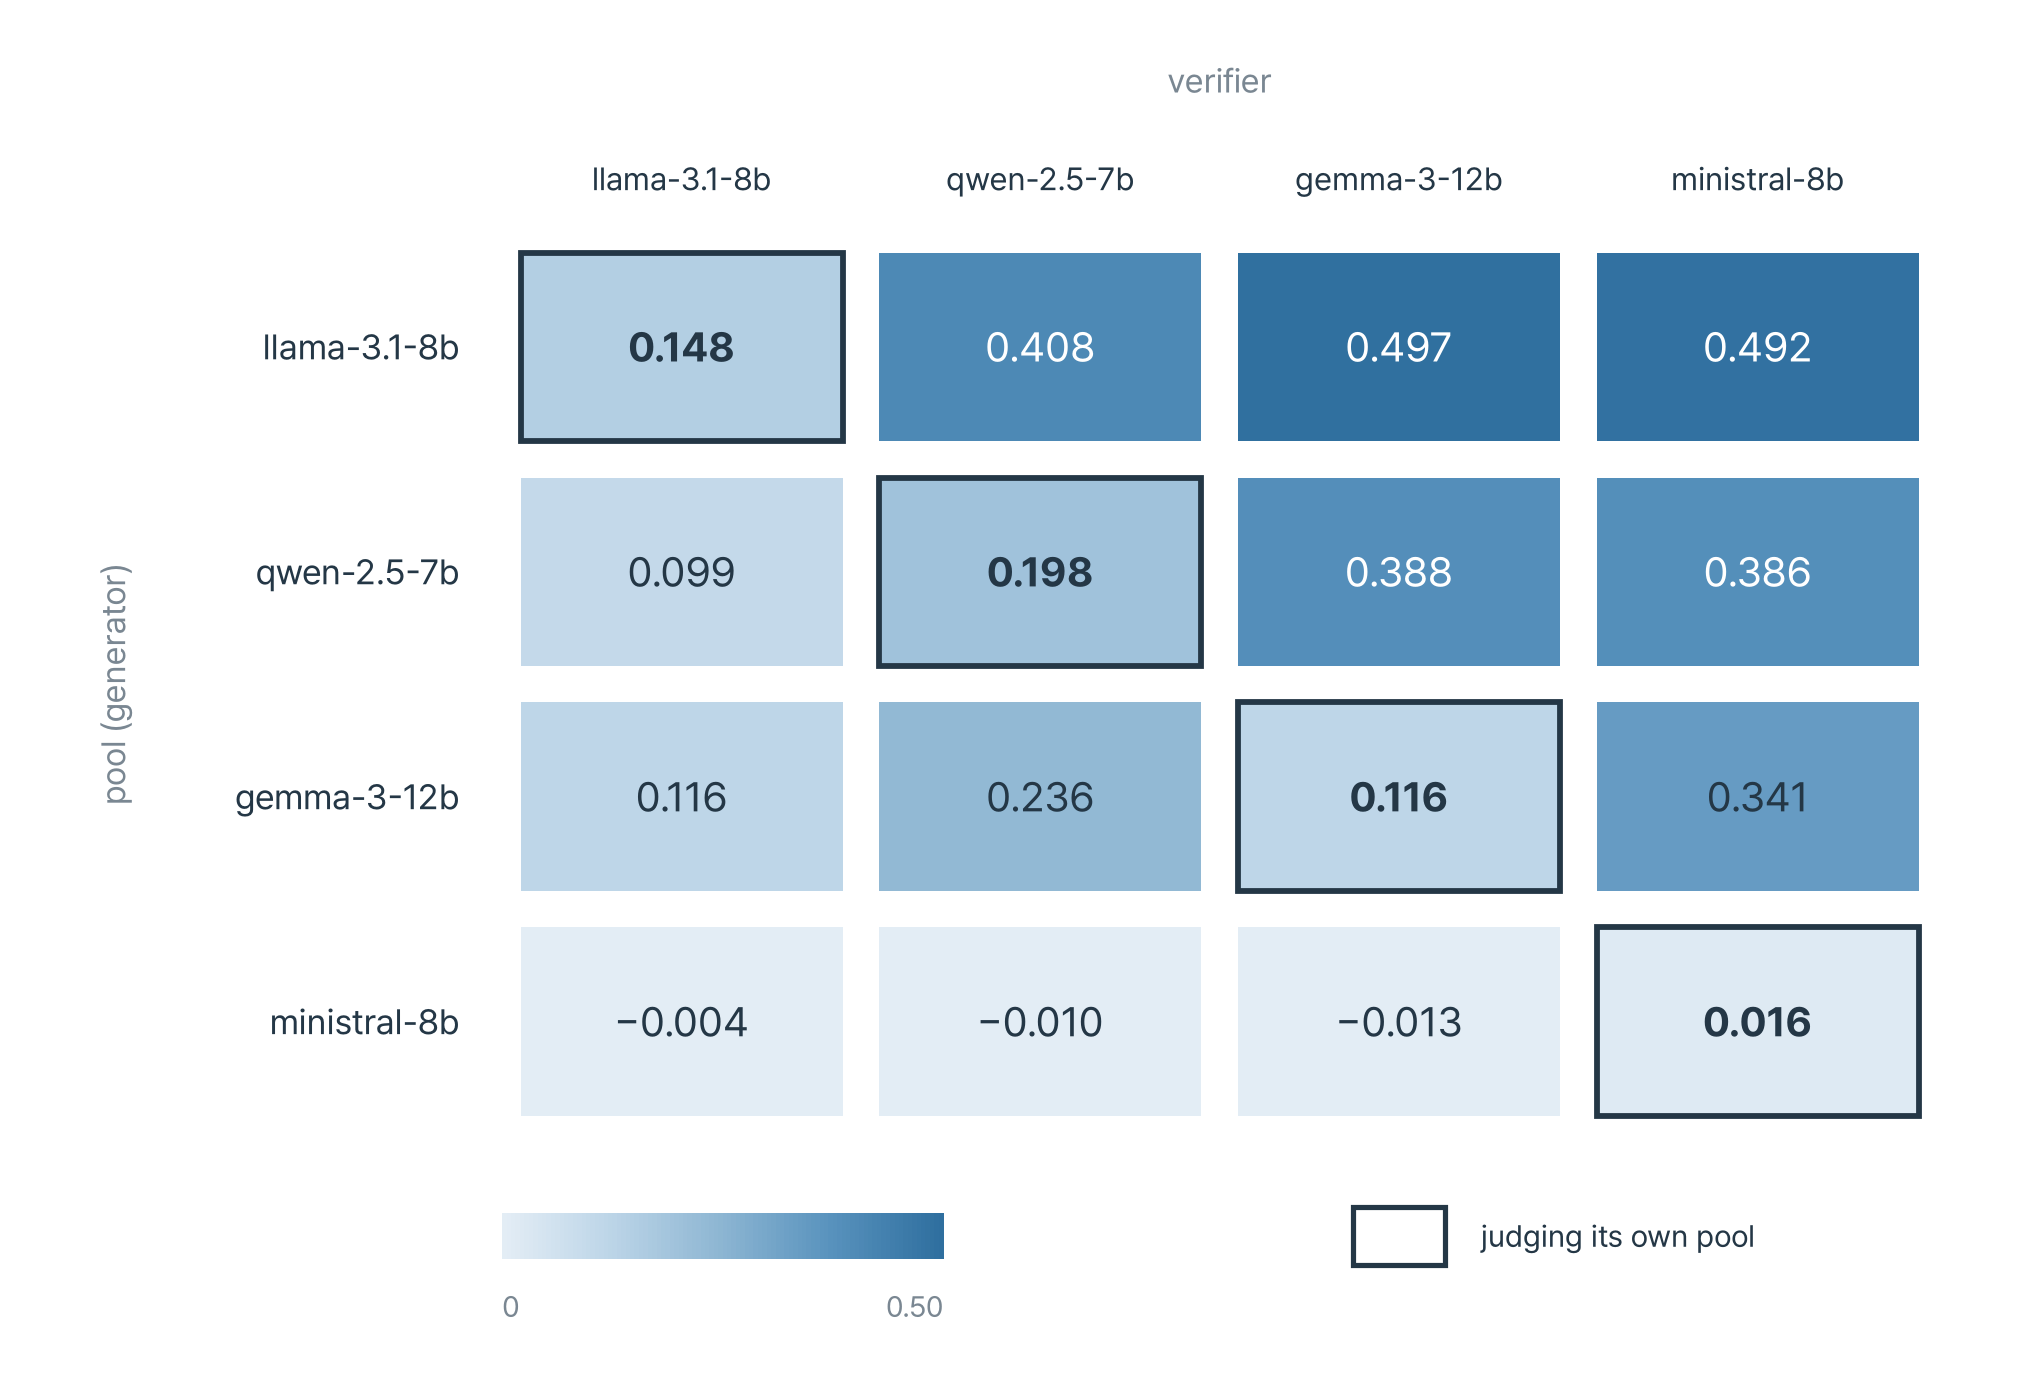 verifier
llama-3.1-8b qwen-2.5-7b gemma-3-12b ministral-8b
pool (generator)
llama-3.1-8b 0.148 0.408 0.497 0.492
qwen-2.5-7b 0.099 0.198 0.388 0.386
gemma-3-12b 0.116 0.236 0.116 0.341
ministral-8b −0.004 −0.010 −0.013 0.016
judging its own pool
0 0.50